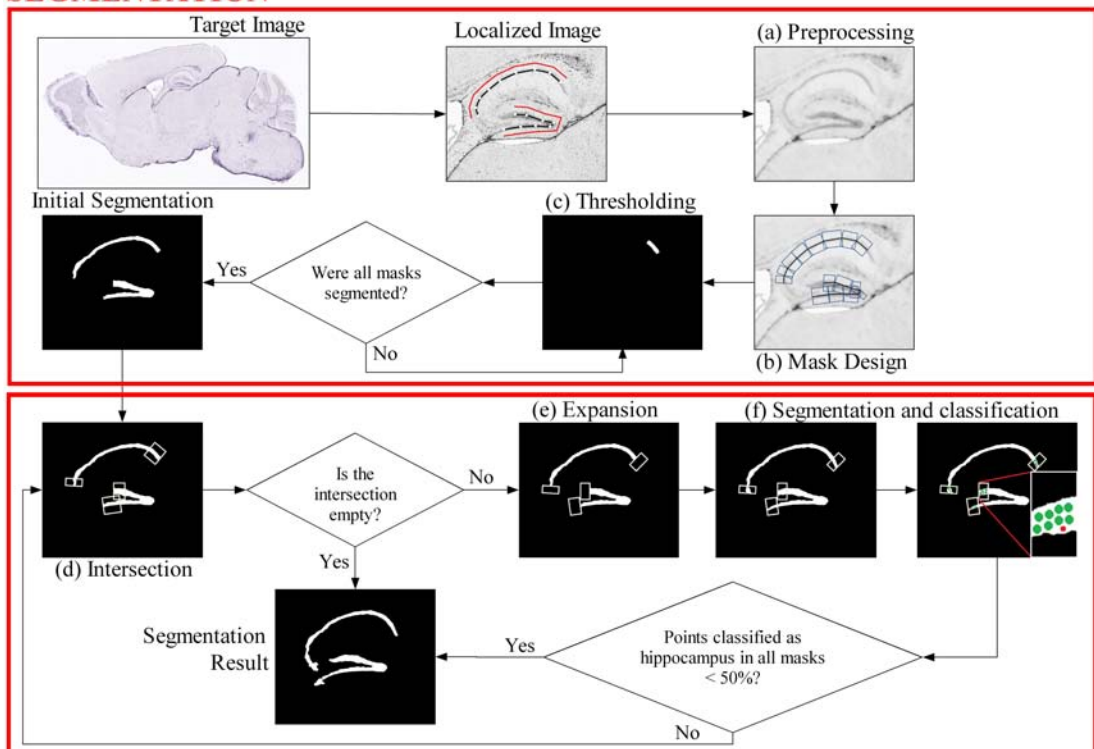 Target Image
Localized Image
(a) Preprocessing
Initial Segmentation
(c) Thresholding
Yes
Were all masks
segmented?
No
(b) Mask Design
(e) Expansion
(f) Segmentation and classification
Is the
intersection
empty?
No
(d) Intersection
Yes
Segmentation
Result
Yes
Points classified as
hippocampus in all masks
< 50%?
No